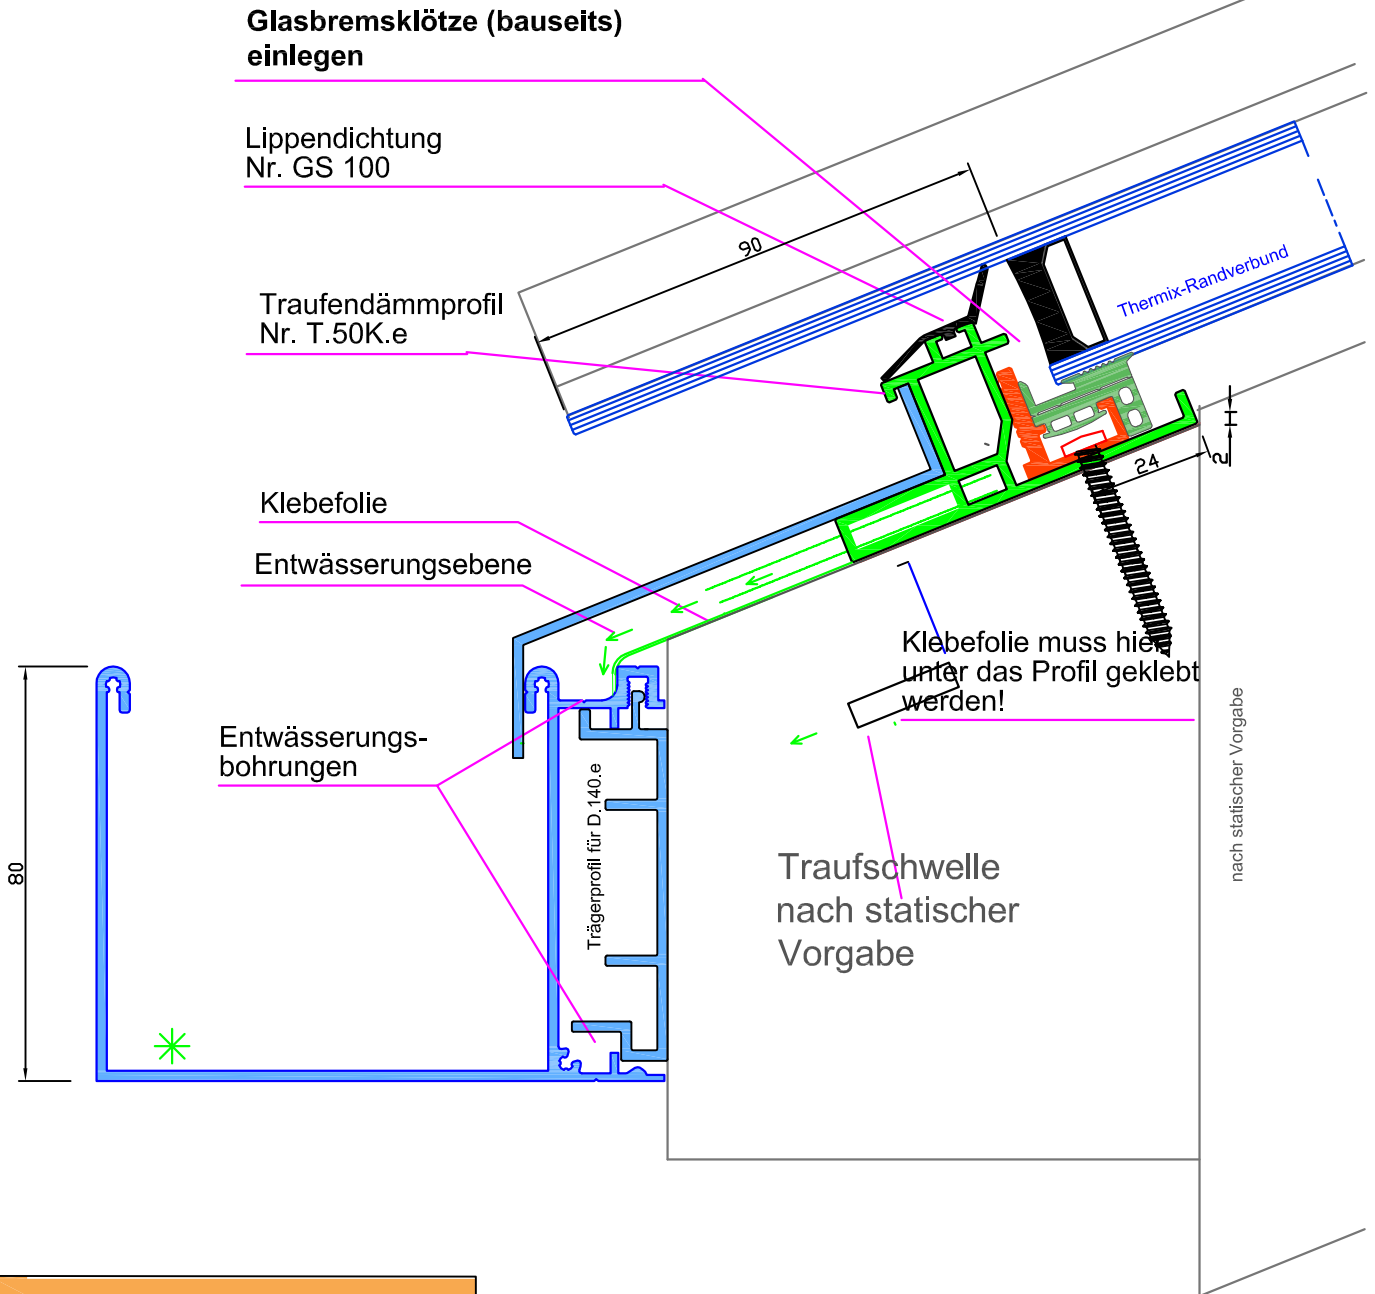 Glasbremsklötze (bauseits)
einlegen
Lippendichtung
Nr. GS 100
90
Thermix-Randverbund
Traufendämmprofil
Nr. T.50K.e
2
24
Klebefolie
Entwässerungsebene
Klebefolie muss hier
unter das Profil geklebt
werden!
nach statischer Vorgabe
Entwässerungs-
bohrungen
Trägerprofil für D.140.e
80
Traufschwelle
nach statischer
Vorgabe